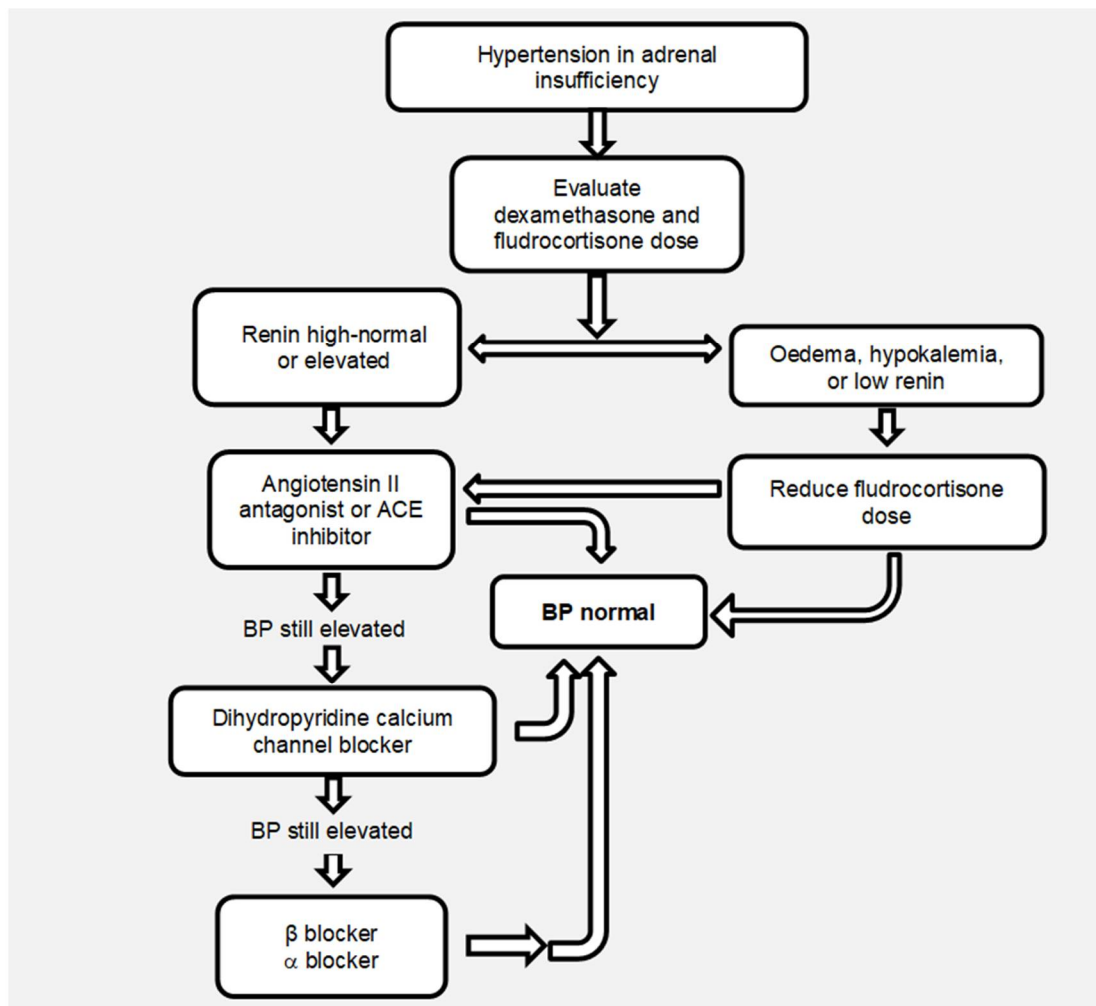 Hypertension in adrenal
insufficiency
Evaluate
dexamethasone and
fludrocortisone dose
Renin high-normal
or elevated
Oedema, hypokalemia,
or low renin
Angiotensin II
antagonist or ACE
inhibitor
Reduce fludrocortisone
dose
BP still elevated
BP normal
Dihydropyridine calcium
channel blocker
BP still elevated
β blocker
α blocker